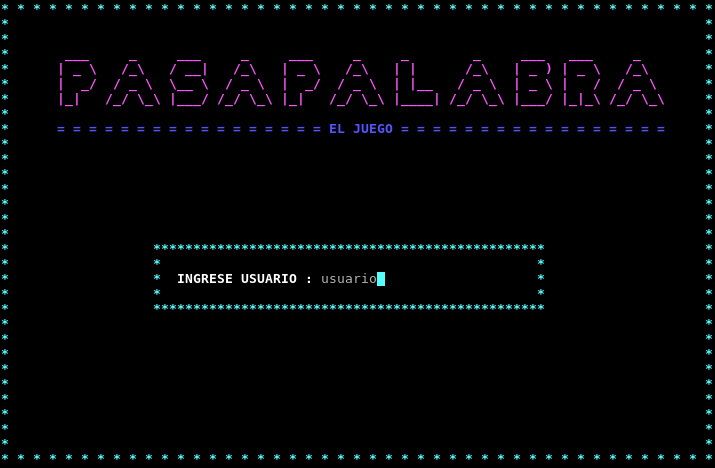 PASAPALABRA
= = = = = = = = = = = = = = = = = EL JUEGO = = = = = = = = = = = = = = = = =
INGRESE USUARIO : usuario